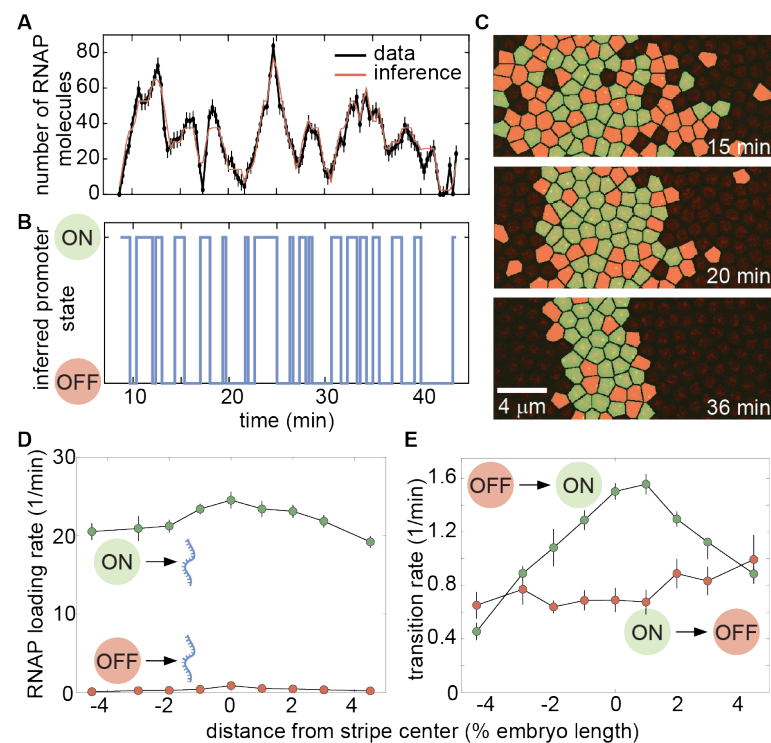 A
80
60
40
20
0
number of RNAP
molecules
data
inference
B
ON
OFF
inferred promoter
state
10
20
30
40
time (min)
C
15 min
20 min
4 μm
36 min
D
30
20
10
0
RNAP loading rate (1/min)
ON
OFF
-4
-2
0
2
4
E
1.6
1.2
0.8
0.4
0
transition rate (1/min)
OFF
ON
ON
OFF
-4
-2
0
2
4
distance from stripe center (% embryo length)